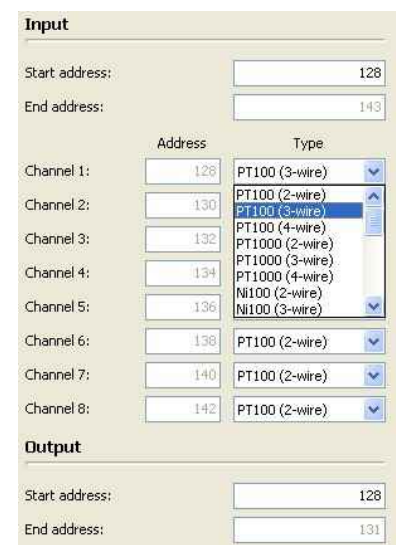 Input
Start address: 128
End address: 143
Address Type
Channel 1: 128 PT100 (3-wire)
Channel 2: 130 PT100 (2-wire)
PT100 (3-wire)
Channel 3: 132 PT100 (4-wire)
PT1000 (2-wire)
Channel 4: 134 PT1000 (3-wire)
PT1000 (4-wire)
Channel 5: 136 Ni100 (2-wire)
Ni100 (3-wire)
Channel 6: 138 PT100 (2-wire)
Channel 7: 140 PT100 (2-wire)
Channel 8: 142 PT100 (2-wire)
Output
Start address: 128
End address: 131